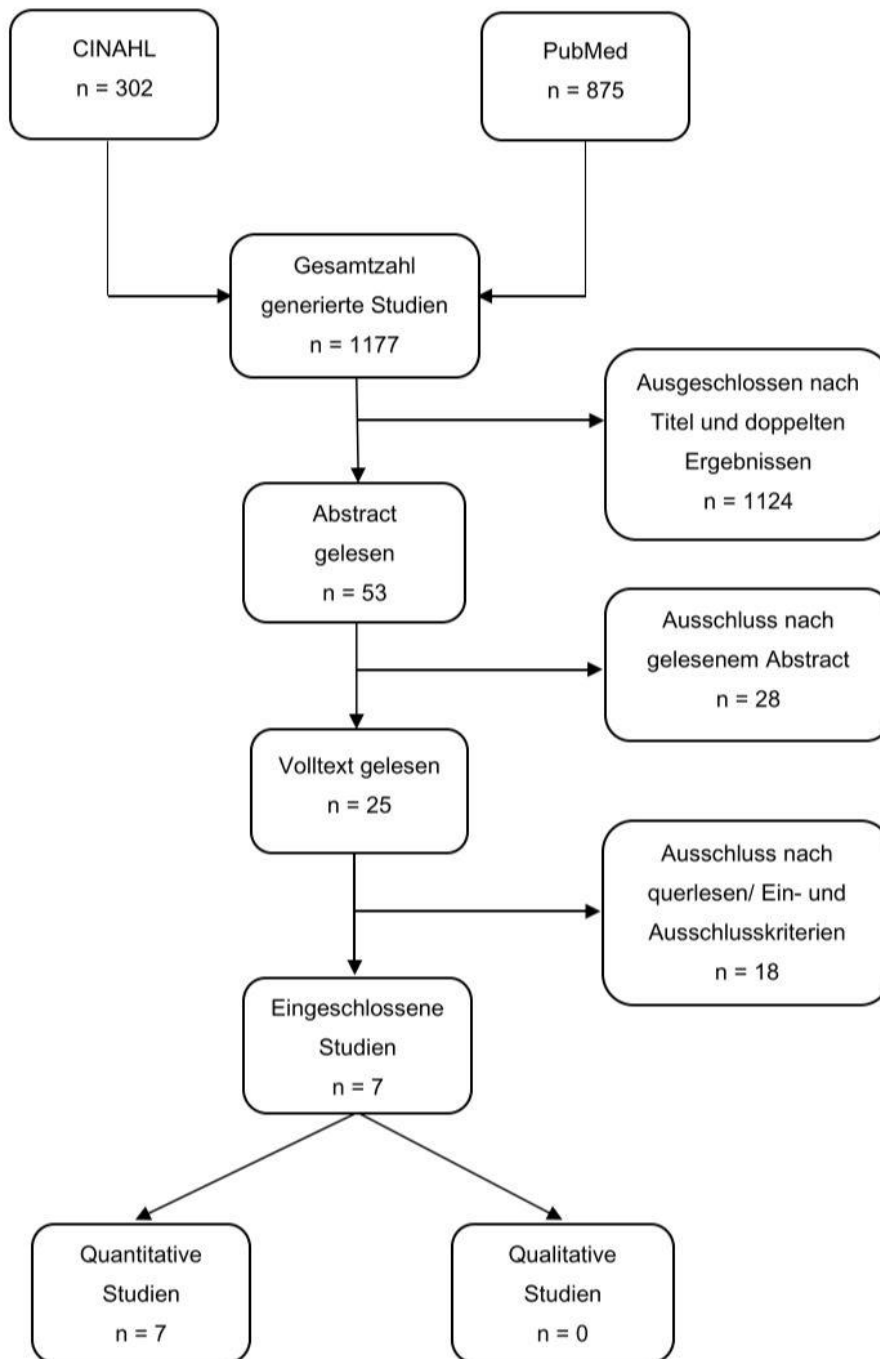 CINAHL
n = 302
PubMed
n = 875
Gesamtzahl
generierte Studien
n = 1177
Ausgeschlossen nach
Titel und doppelten
Ergebnissen
n = 1124
Abstract
gelesen
n = 53
Ausschluss nach
gelesenem Abstract
n = 28
Volltext gelesen
n = 25
Ausschluss nach
querlesen/ Ein- und
Ausschlusskriterien
n = 18
Eingeschlossene
Studien
n = 7
Quantitative
Studien
n = 7
Qualitative
Studien
n = 0